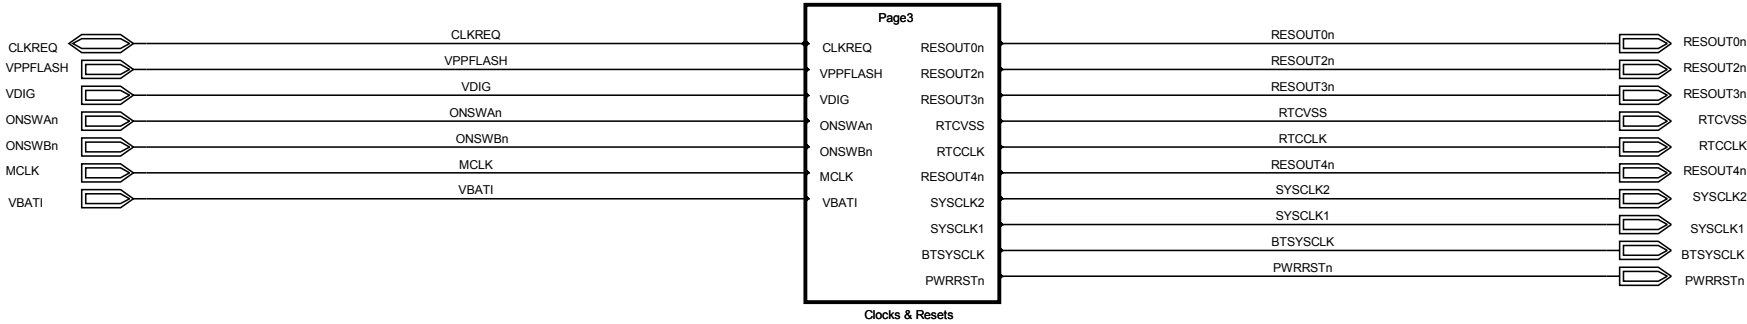 Page3
CLKREQ CLKREQ CLKREQ RESOUT0n RESOUT0n RESOUT0n
VPPFLASH VPPFLASH VPPFLASH RESOUT2n RESOUT2n RESOUT2n
VDIG VDIG VDIG RESOUT3n RESOUT3n RESOUT3n
ONSWAn ONSWAn ONSWAn RTCVSS RTCVSS RTCVSS
ONSWBn ONSWBn ONSWBn RTCCLK RTCCLK RTCCLK
MCLK MCLK MCLK RESOUT4n RESOUT4n RESOUT4n
VBATI VBATI VBATI SYSCLK2 SYSCLK2 SYSCLK2
SYSCLK1 SYSCLK1 SYSCLK1
BTSYSCLK BTSYSCLK BTSYSCLK
PWRRSTn PWRRSTn PWRRSTn
Clocks & Resets